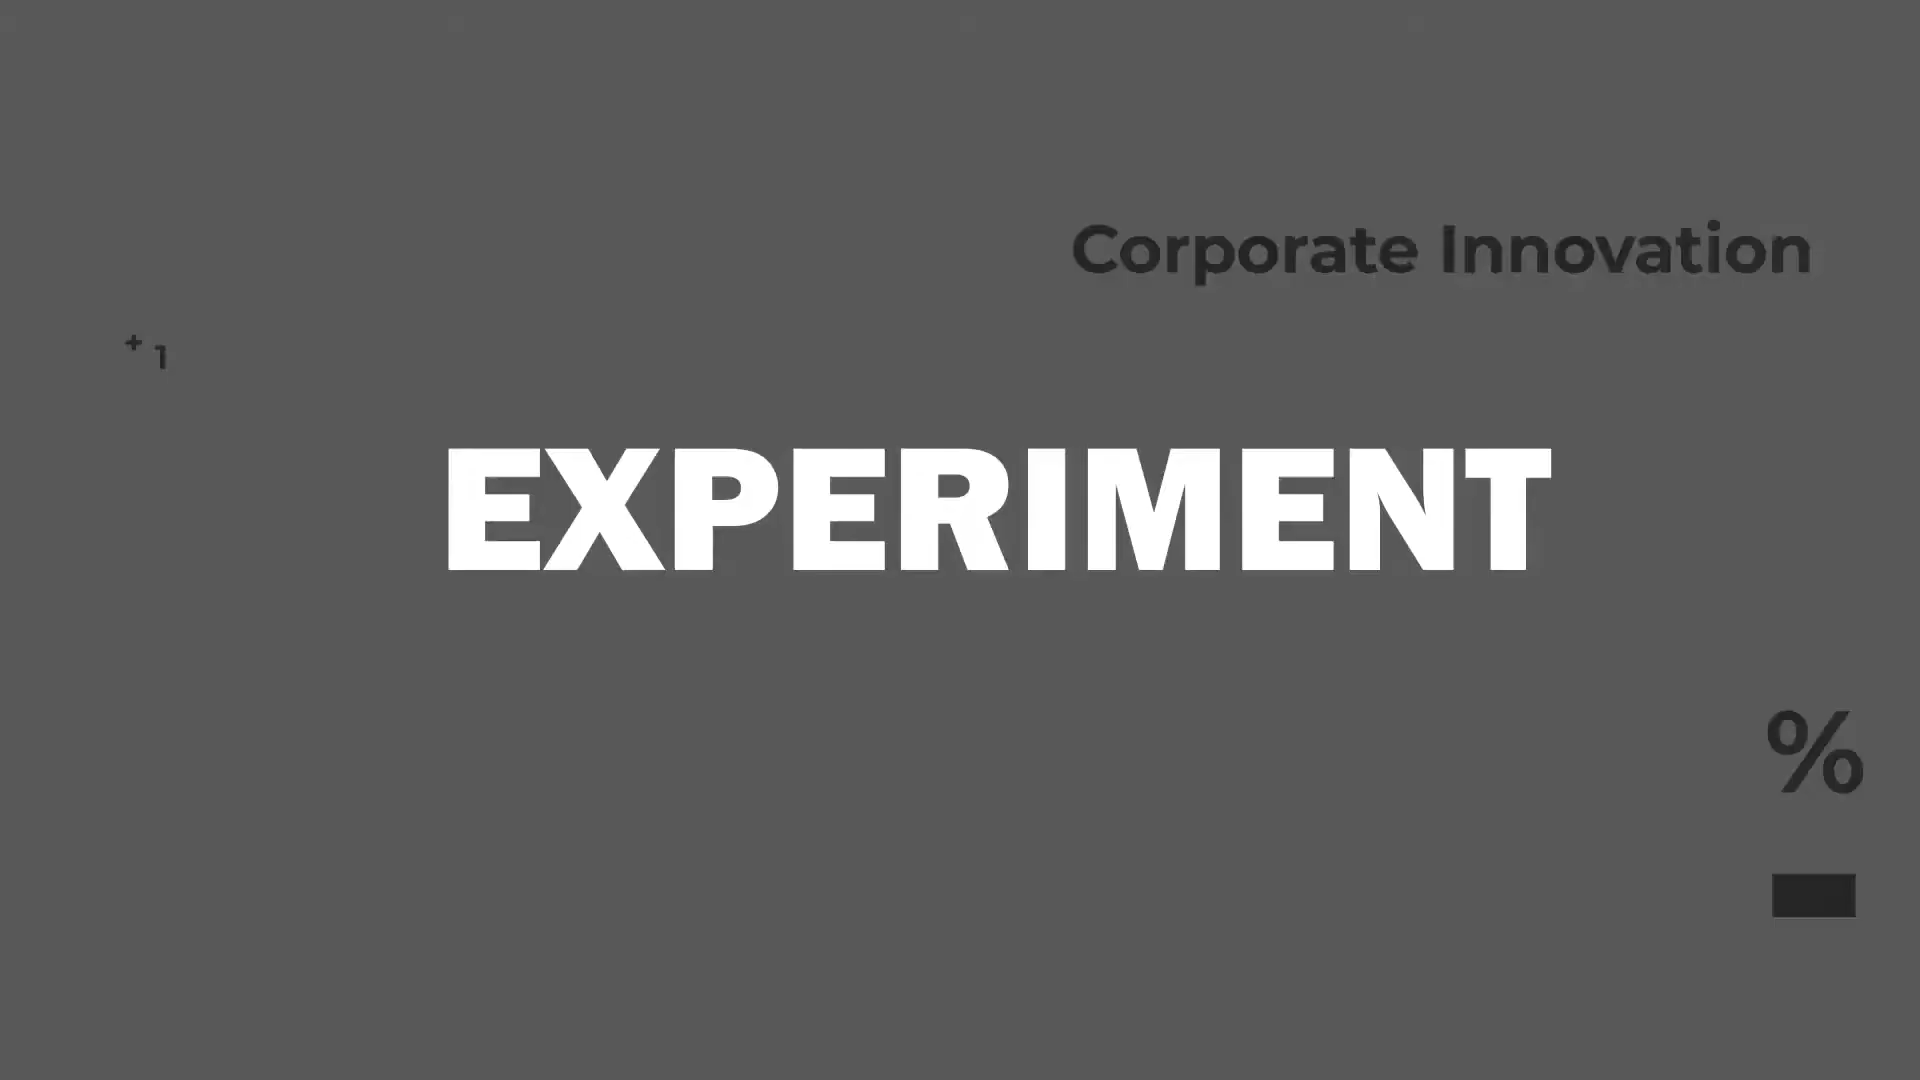 Corporate Innovation
+ 1
EXPERIMENT
%